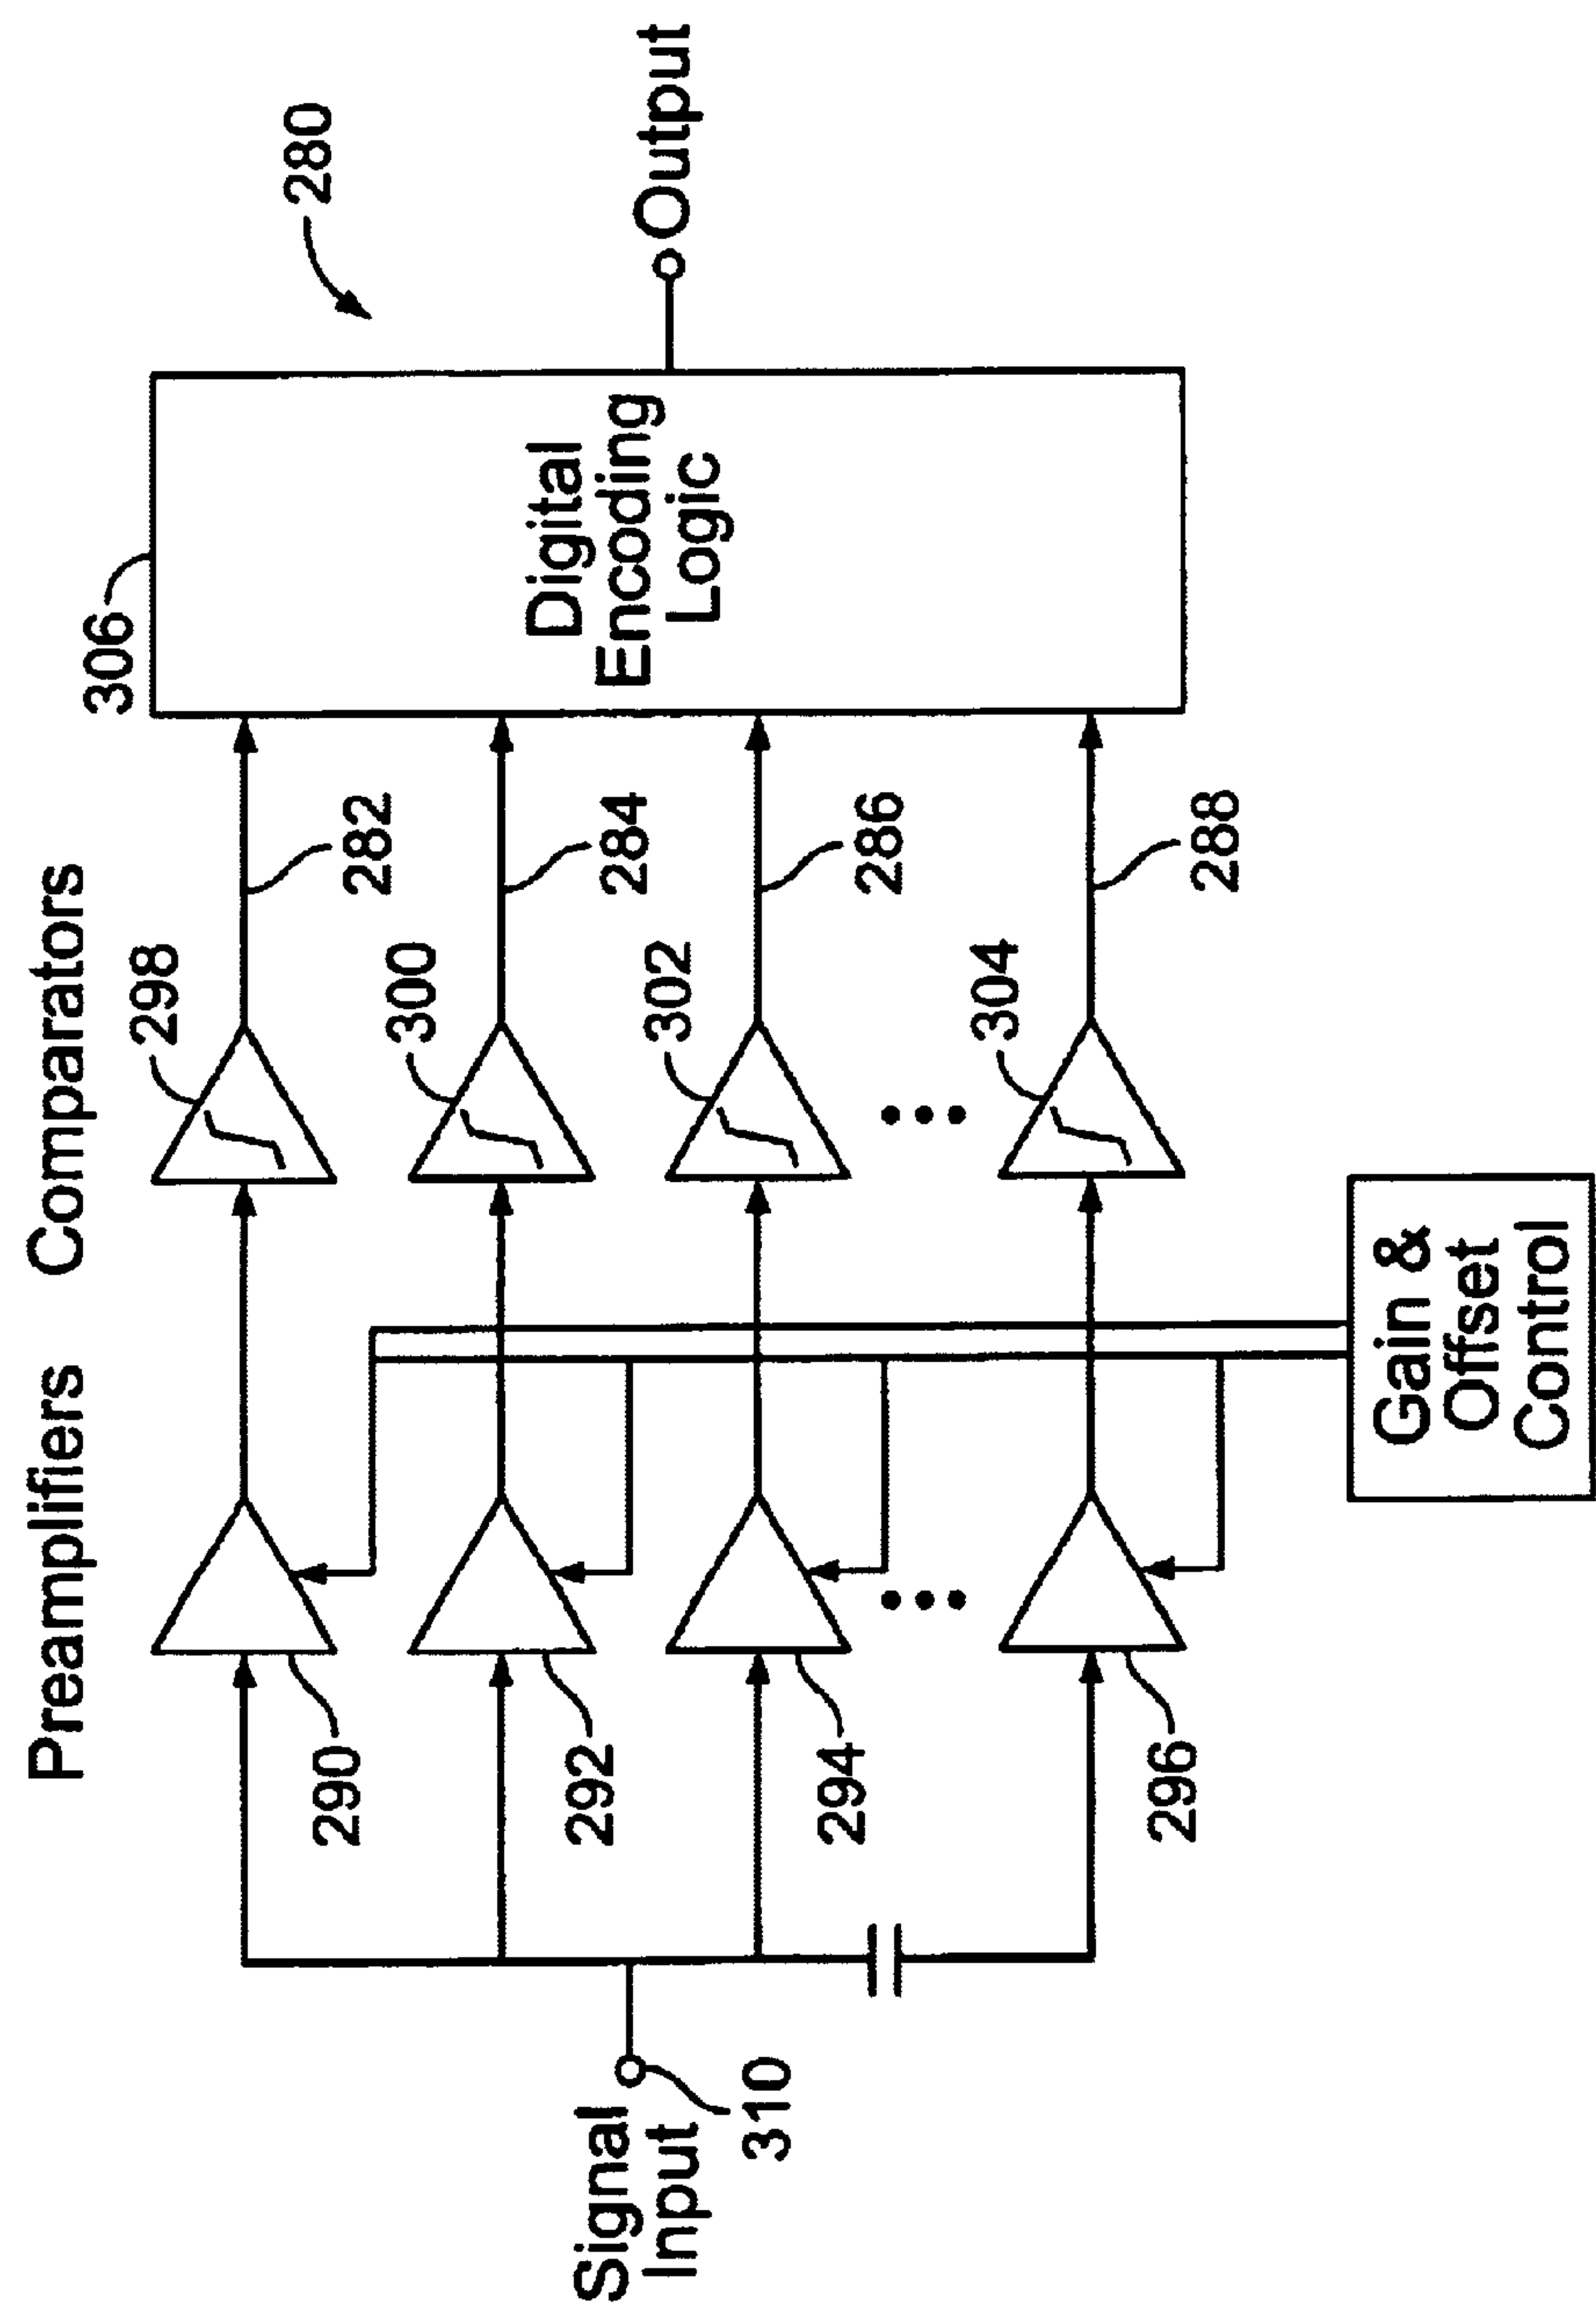 Preamplifiers
Comparators
306
280
298
282
290
300
284
292
302
286
294
304
288
296
Signal
Input
310
Digital
Encoding
Logic
Output
Gain &
Offset
Control